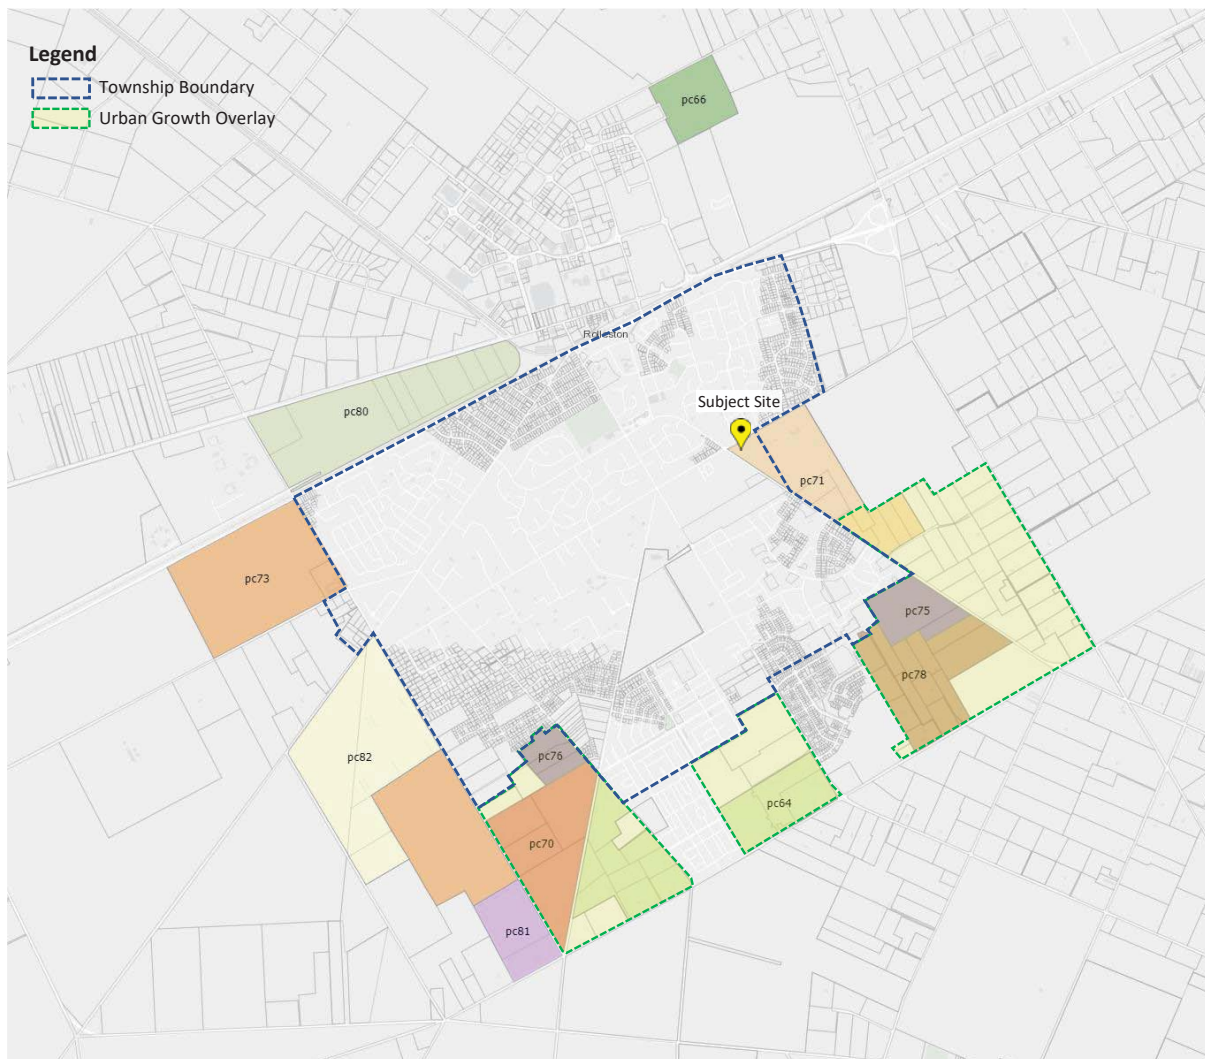 Legend
Township Boundary
Urban Growth Overlay
pc66
Rolleston
Subject Site
pc80
pc71
pc73
pc75
pc78
pc82
pc76
pc64
pc70
pc81